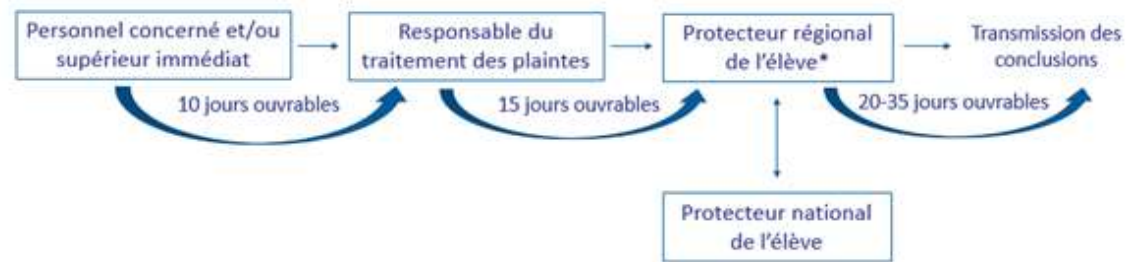 Personnel concerné et/ou
supérieur immédiat
Responsable du
traitement des plaintes
Protecteur régional
de l'élève*
Transmission des
conclusions
10 jours ouvrables
15 jours ouvrables
20-35 jours ouvrables
Protecteur national
de l'élève